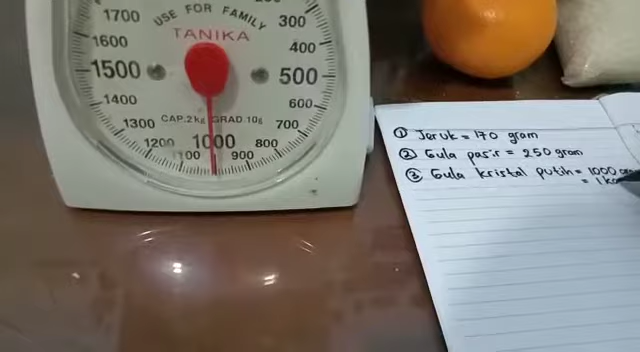 1700
USE FOR FAMILY
300
1600
TANIKA
400
1500
500
1400
600
CAP.2kg GRAD.10g
1300
700
1200
1000
800
1100
900
① Jeruk = 170 gram
② Gula pasir = 250 gram
③ Gula kristal putih = 1000
= 1